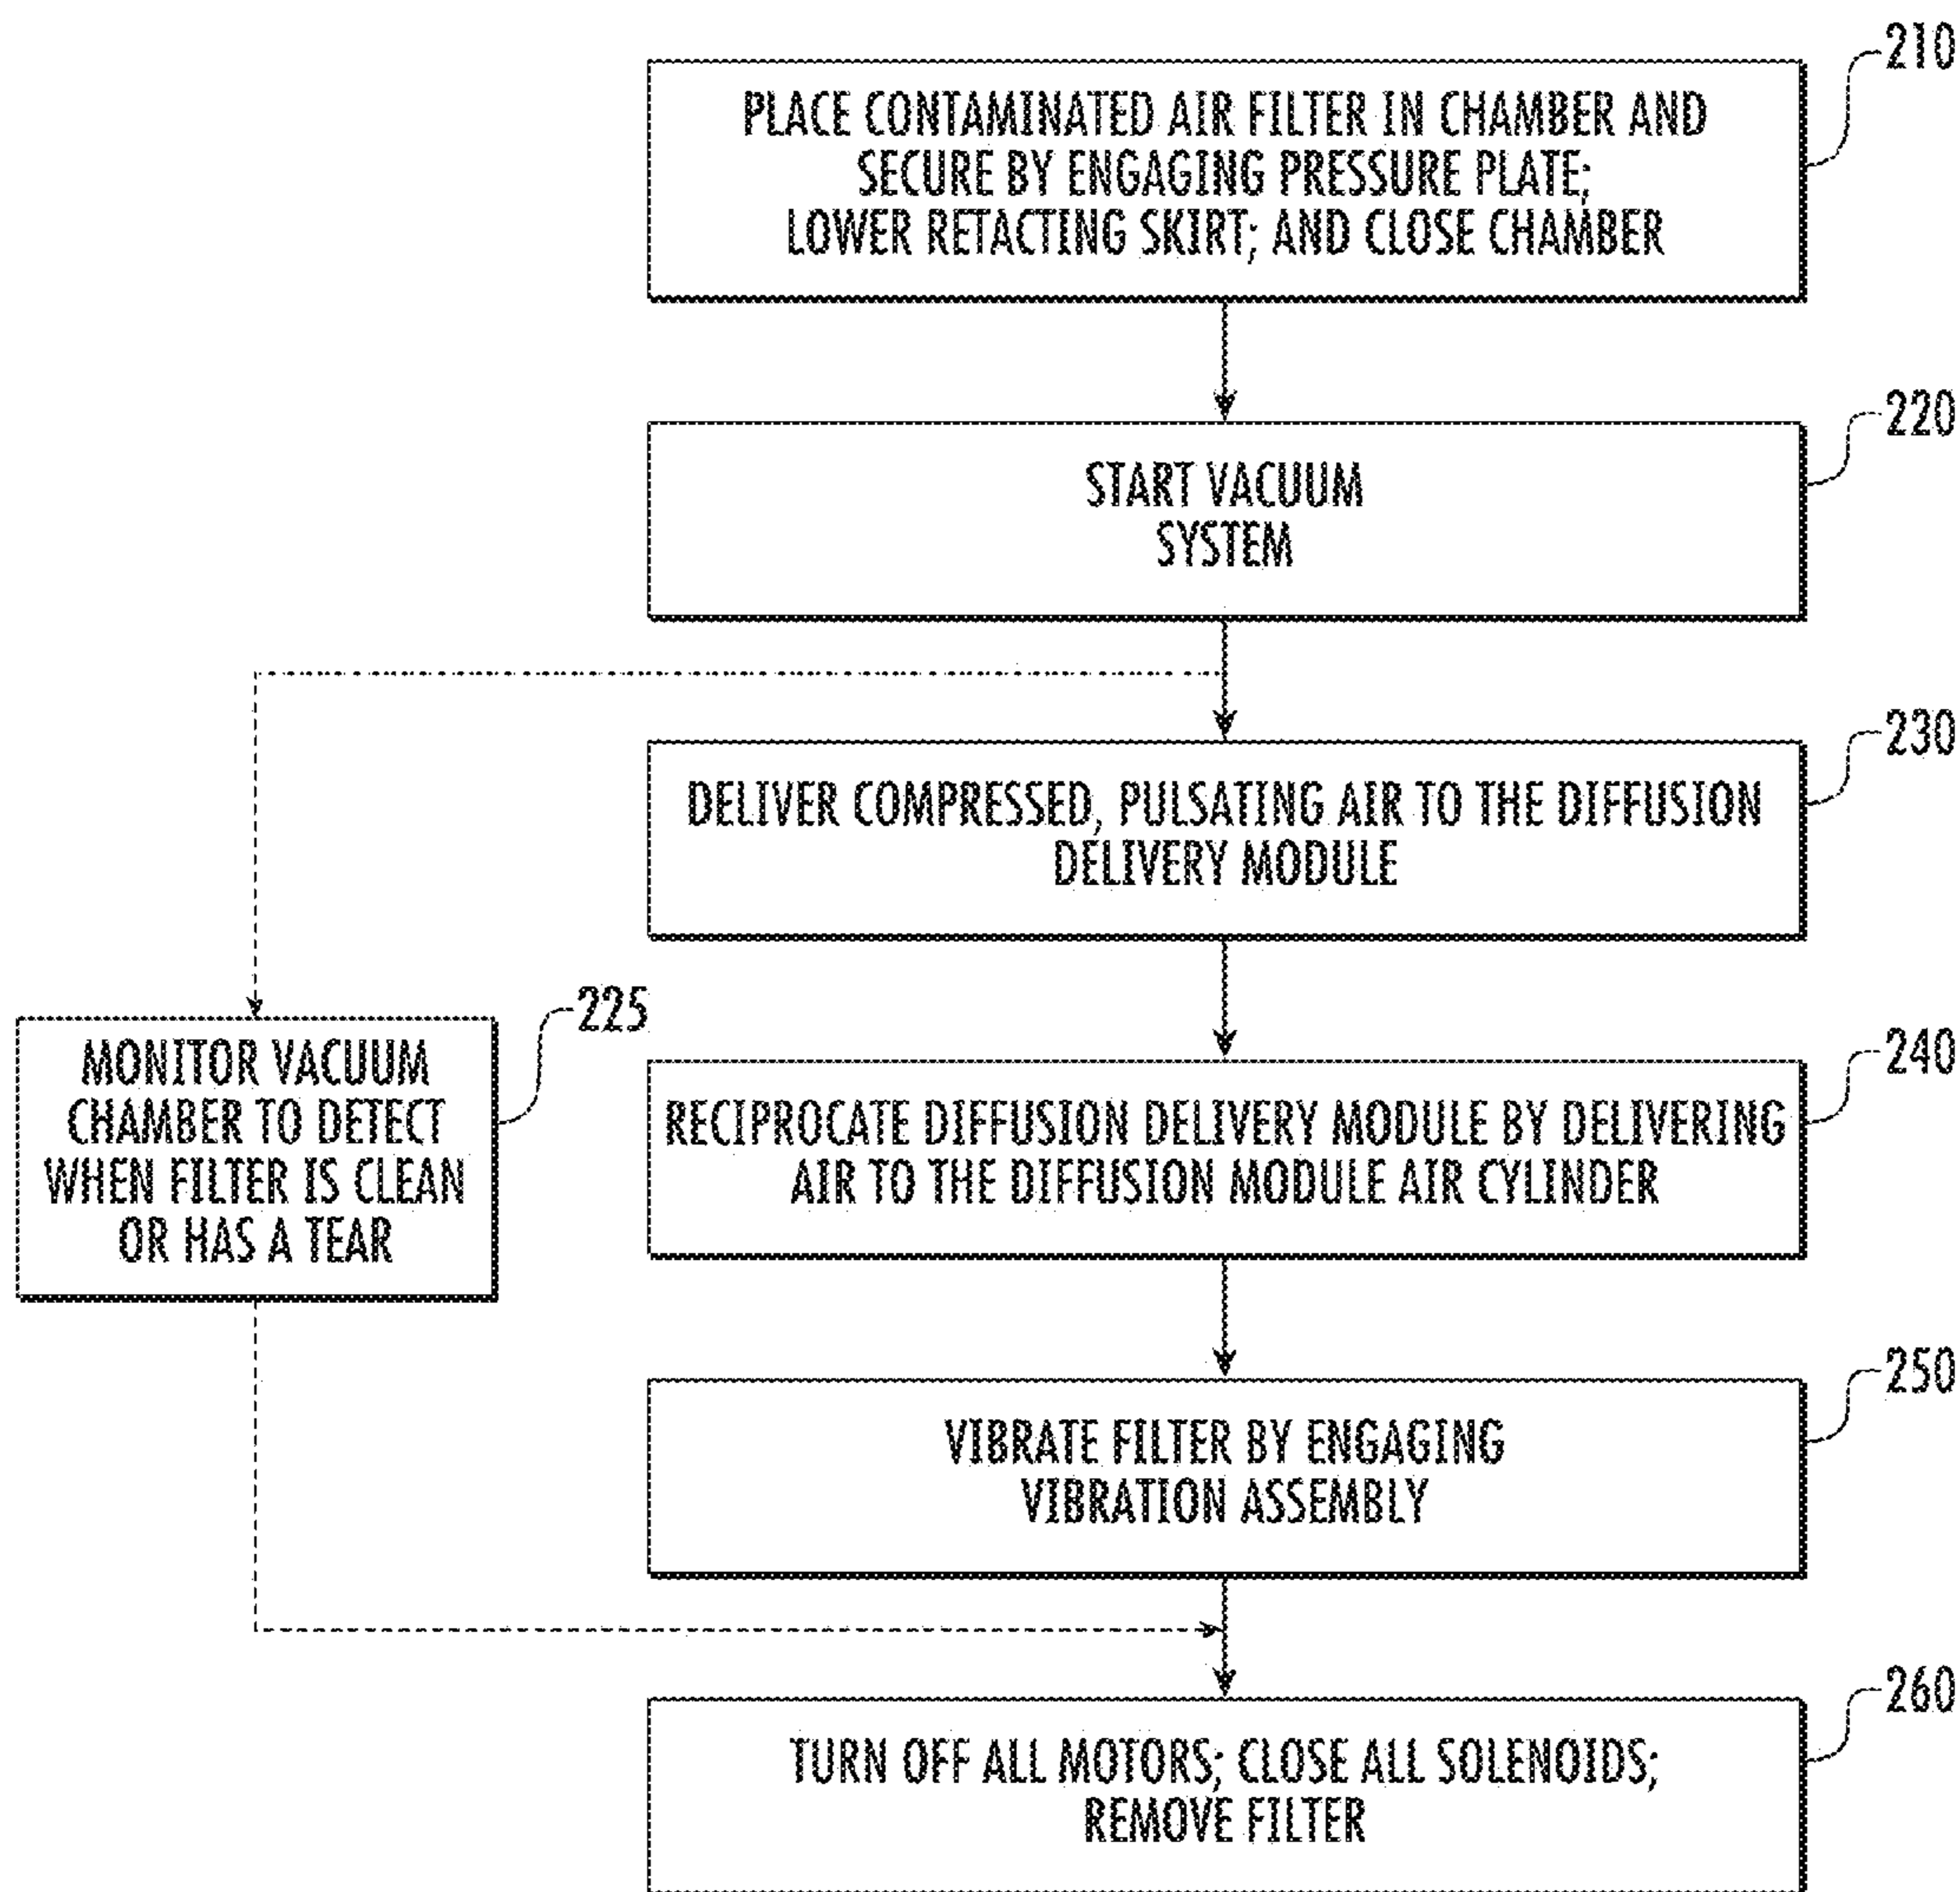 210
PLACE CONTAMINATED AIR FILTER IN CHAMBER AND
SECURE BY ENGAGING PRESSURE PLATE;
LOWER RETACTING SKIRT; AND CLOSE CHAMBER
220
START VACUUM
SYSTEM
230
DELIVER COMPRESSED, PULSATING AIR TO THE DIFFUSION
DELIVERY MODULE
225
MONITOR VACUUM
CHAMBER TO DETECT
WHEN FILTER IS CLEAN
OR HAS A TEAR
240
RECIPROCATE DIFFUSION DELIVERY MODULE BY DELIVERING
AIR TO THE DIFFUSION MODULE AIR CYLINDER
250
VIBRATE FILTER BY ENGAGING
VIBRATION ASSEMBLY
260
TURN OFF ALL MOTORS; CLOSE ALL SOLENOIDS;
REMOVE FILTER